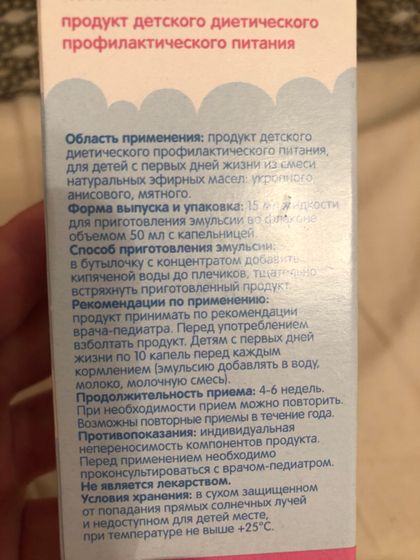 продукт детского диетического
профилактического питания
Область применения: продукт детского
диетического профилактического питания,
для детей с первых дней жизни из смеси
натуральных эфирных масел: укропного,
анисового, мятного.
Форма выпуска и упаковка: 15 мл жидкости
для приготовления эмульсии во флаконе
объемом 50 мл с капельницей.
Способ приготовления эмульсии:
в бутылочку с концентратом добавить
кипяченой воды до плечиков, тщательно
встряхнуть приготовленный продукт.
Рекомендации по применению:
продукт принимать по рекомендации
врача-педиатра. Перед употреблением
взболтать продукт. Детям с первых дней
жизни по 10 капель перед каждым
кормлением (эмульсию добавлять в воду,
молоко, молочную смесь).
Продолжительность приема: 4-6 недель.
При необходимости прием можно повторить.
Возможны повторные приемы в течение года.
Противопоказания: индивидуальная
непереносимость компонентов продукта.
Перед применением необходимо
проконсультироваться с врачом-педиатром.
Не является лекарством.
Условия хранения: в сухом защищенном
от попадания прямых солнечных лучей
и недоступном для детей месте,
при температуре не выше +25°С.